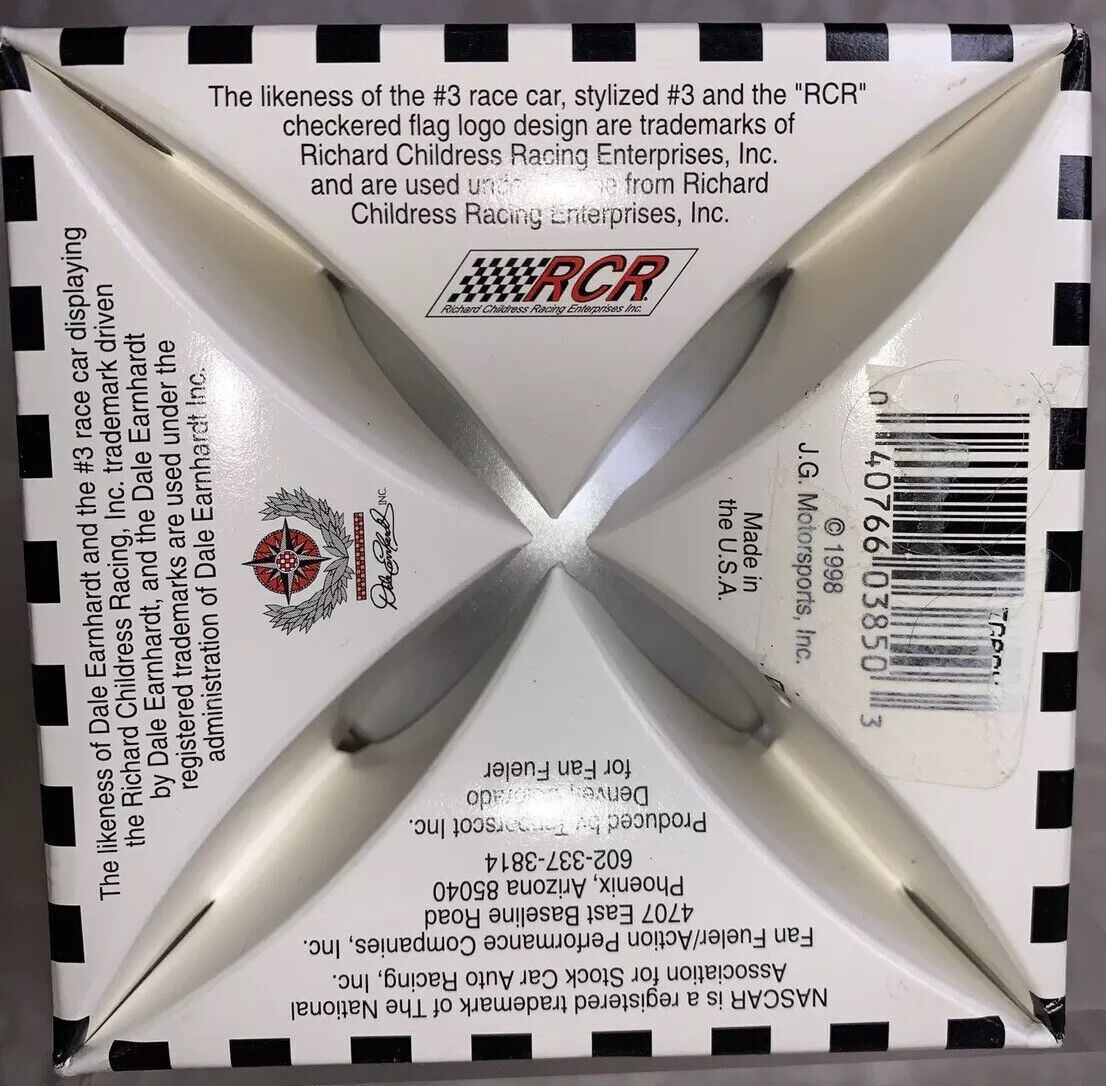 The likeness of the #3 race car, stylized #3 and the "RCR"
checkered flag logo design are trademarks of
Richard Childress Racing Enterprises, Inc.
and are used from Richard
Childress Racing Enterprises, Inc.
RCR
Richard Childress Racing Enterprises Inc.
The likeness of Dale Earnhardt and the #3 race car displaying
the Richard Childress Racing, Inc. trademark driven
by Dale Earnhardt, and the Dale Earnhardt
registered trademarks are used under the
administration of Dale Earnhardt Inc.
Dale Earnhardt INC.
Made in
the U.S.A.
© 1998
J.G. Motorsports, Inc.
0 40766 03850 3
NASCAR is a registered trademark of The National
Association for Stock Car Auto Racing, Inc.
Fan Fueler/Action Performance Companies, Inc.
4707 East Baseline Road
Phoenix, Arizona 85040
602-337-3814
Produced by Inc.
Denver, Colorado
for Fan Fueler